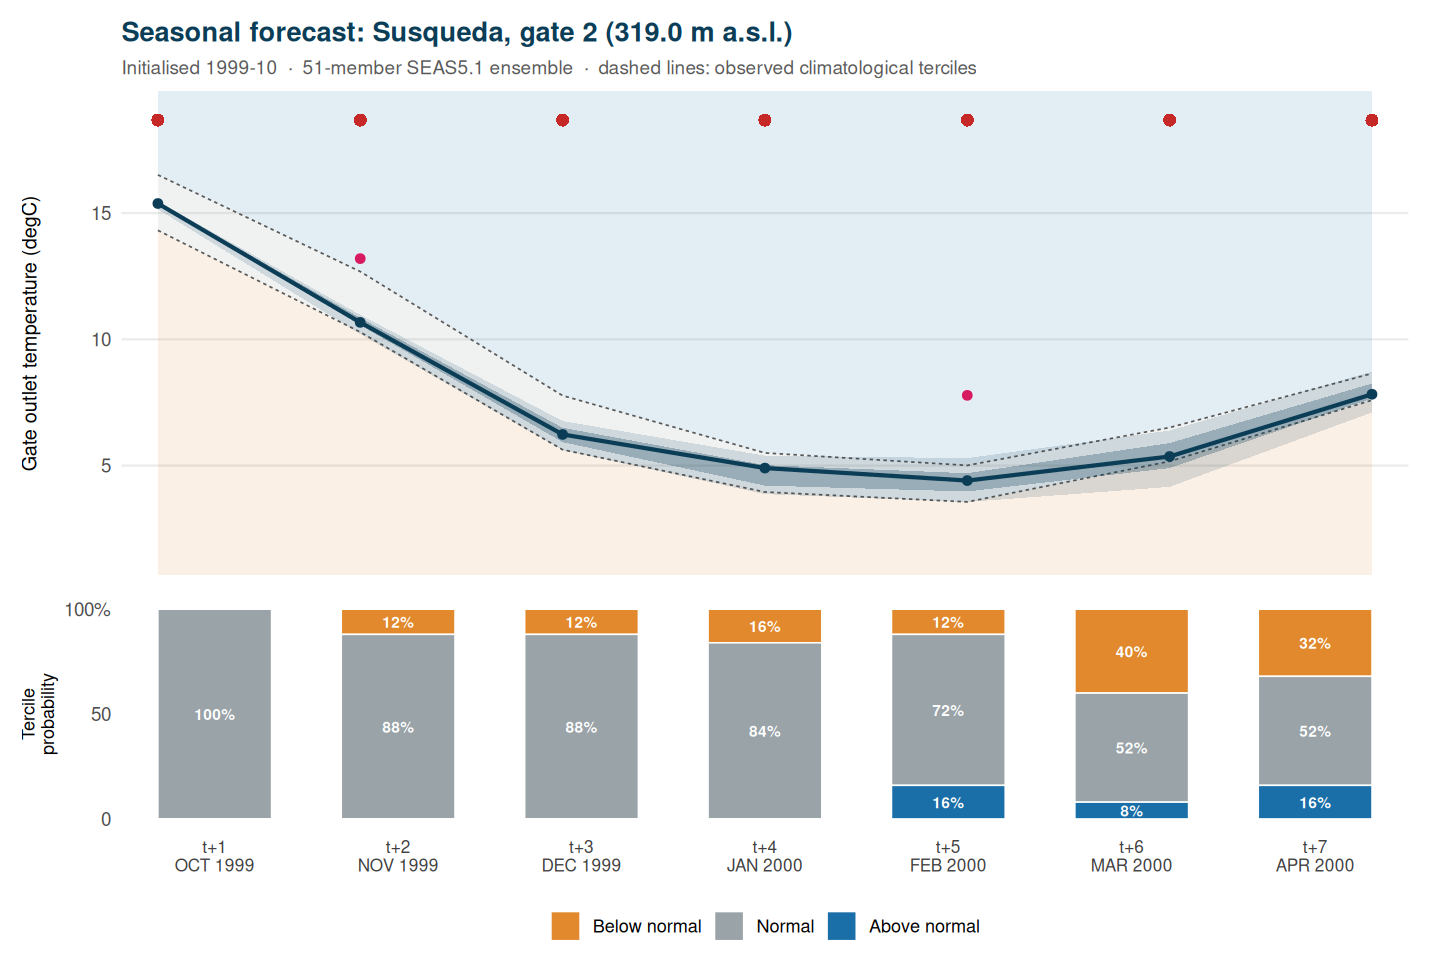 Seasonal forecast: Susqueda, gate 2 (319.0 m a.s.l.)
Initialised 1999-10 · 51-member SEAS5.1 ensemble · dashed lines: observed climatological terciles
Gate outlet temperature (degC)
15
10
5
Tercile
probability
100%
50
0
100%
12%
88%
12%
88%
16%
84%
12%
72%
16%
40%
52%
8%
32%
52%
16%
t+1
OCT 1999
t+2
NOV 1999
t+3
DEC 1999
t+4
JAN 2000
t+5
FEB 2000
t+6
MAR 2000
t+7
APR 2000
Below normal
Normal
Above normal